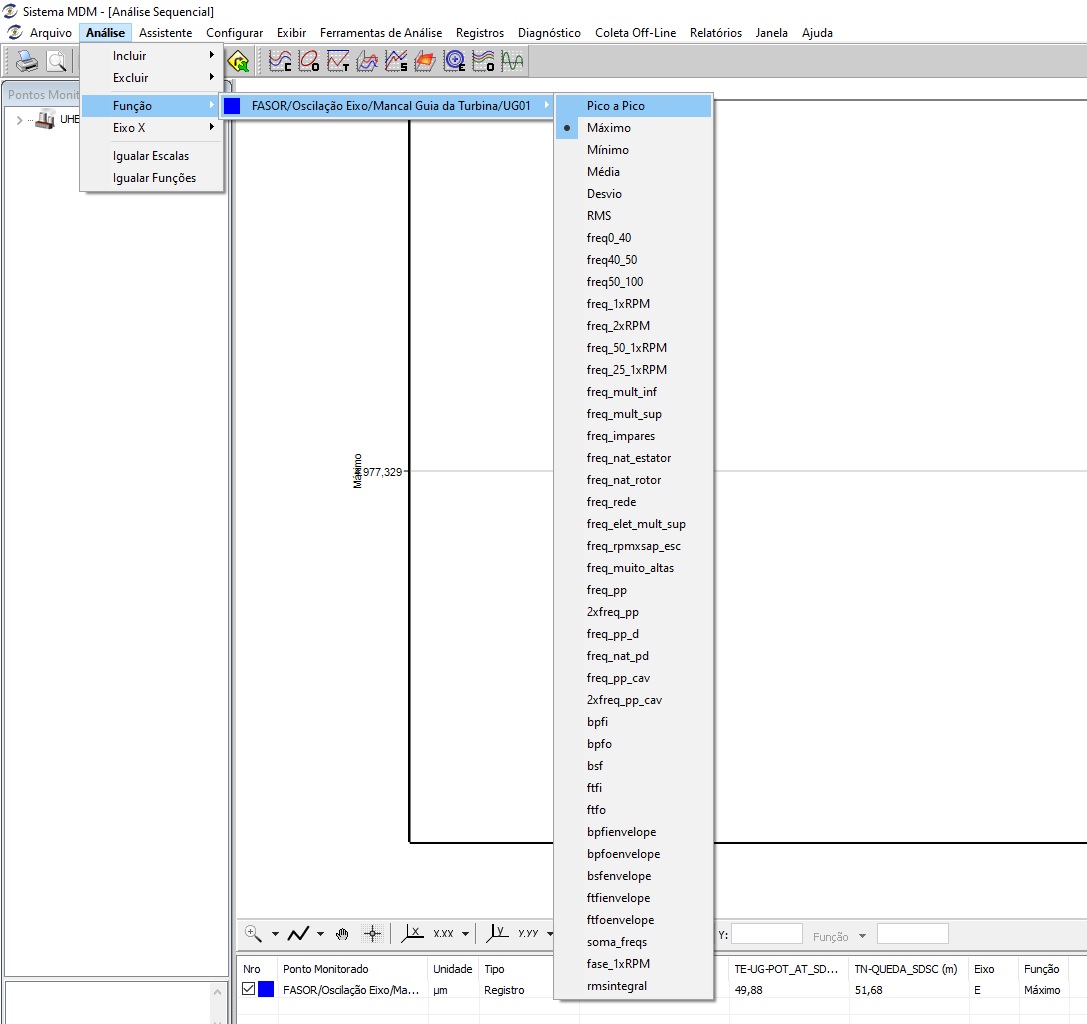 Sistema MDM - [Análise Sequencial]
Arquivo Análise Assistente Configurar Exibir Ferramentas de Análise Registros Diagnóstico Coleta Off-Line Relatórios Janela Ajuda
Incluir
Excluir
Função
Eixo X
Igualar Escalas
Igualar Funções
Pontos Monit
UHE
FASOR/Oscilação Eixo/Mancal Guia da Turbina/UG01
Pico a Pico
Máximo
Mínimo
Média
Desvio
RMS
freq0_40
freq40_50
freq50_100
freq_1xRPM
freq_2xRPM
freq_50_1xRPM
freq_25_1xRPM
freq_mult_inf
freq_mult_sup
freq_impares
freq_nat_estator
freq_nat_rotor
freq_rede
freq_elet_mult_sup
freq_rpmxsap_esc
freq_muito_altas
freq_pp
2xfreq_pp
freq_pp_d
freq_nat_pd
freq_pp_cav
2xfreq_pp_cav
bpfi
bpfo
bsf
ftfi
ftfo
bpfienvelope
bpfoenvelope
bsfenvelope
ftfienvelope
ftfoenvelope
soma_freqs
fase_1xRPM
rmsintegral
Máximo
977,329
X X.XX Y Y.YY Y: Função
Nro Ponto Monitorado Unidade Tipo TE-UG-POT_AT_SD... TN-QUEDA_SDSC (m) Eixo Função
FASOR/Oscilação Eixo/Ma... µm Registro 49,88 51,68 E Máximo